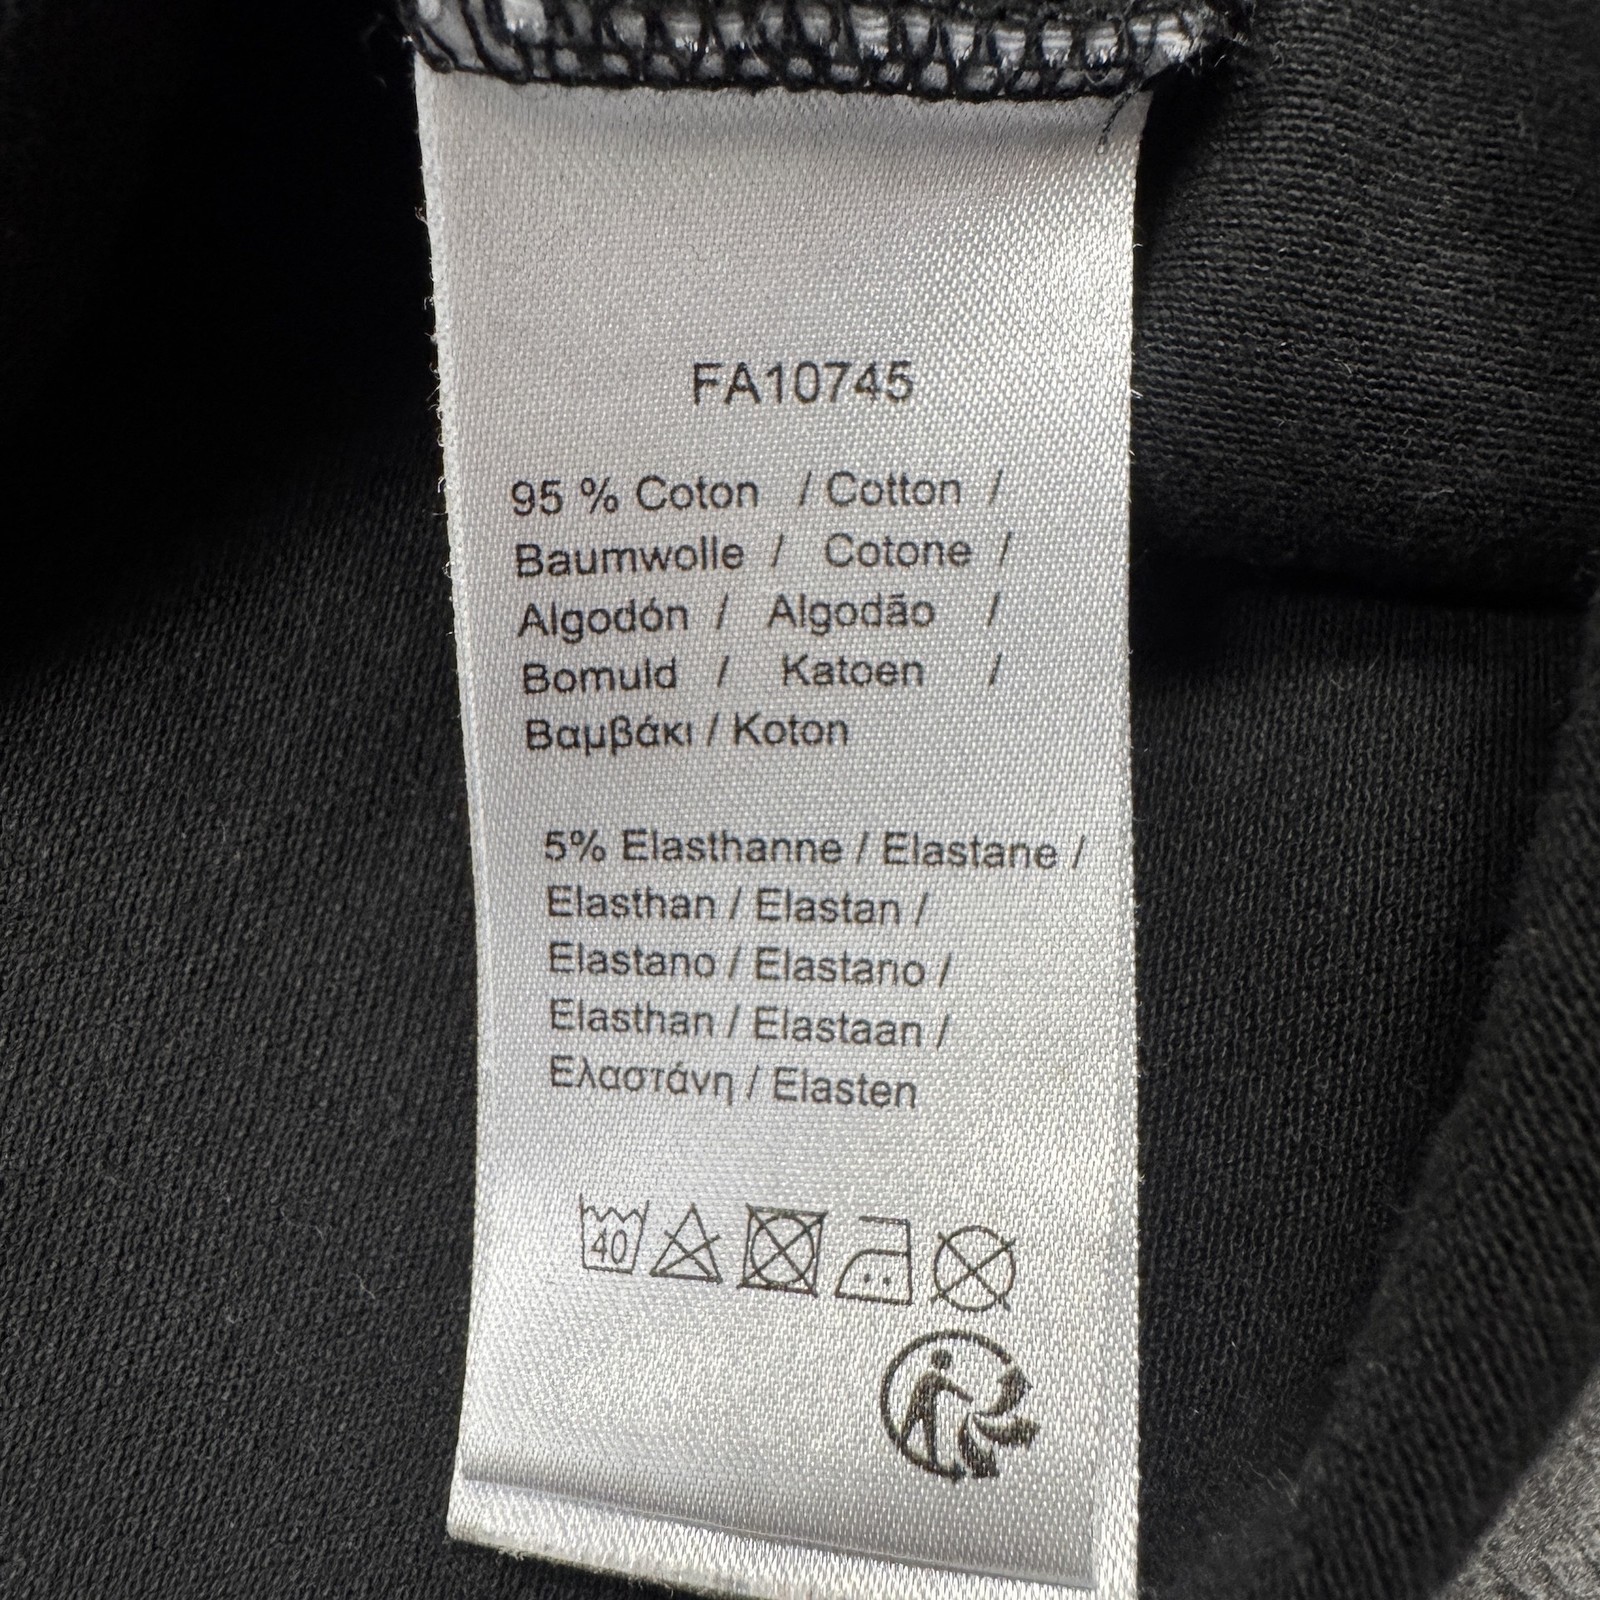 FA10745
95 % Coton / Cotton /
Baumwolle / Cotone /
Algodón / Algodão /
Bomuld / Katoen /
Βαμβάκι / Koton
5% Elasthanne / Elastane /
Elasthan / Elastan /
Elastano / Elastano /
Elasthan / Elastaan /
Ελαστάνη / Elasten
40